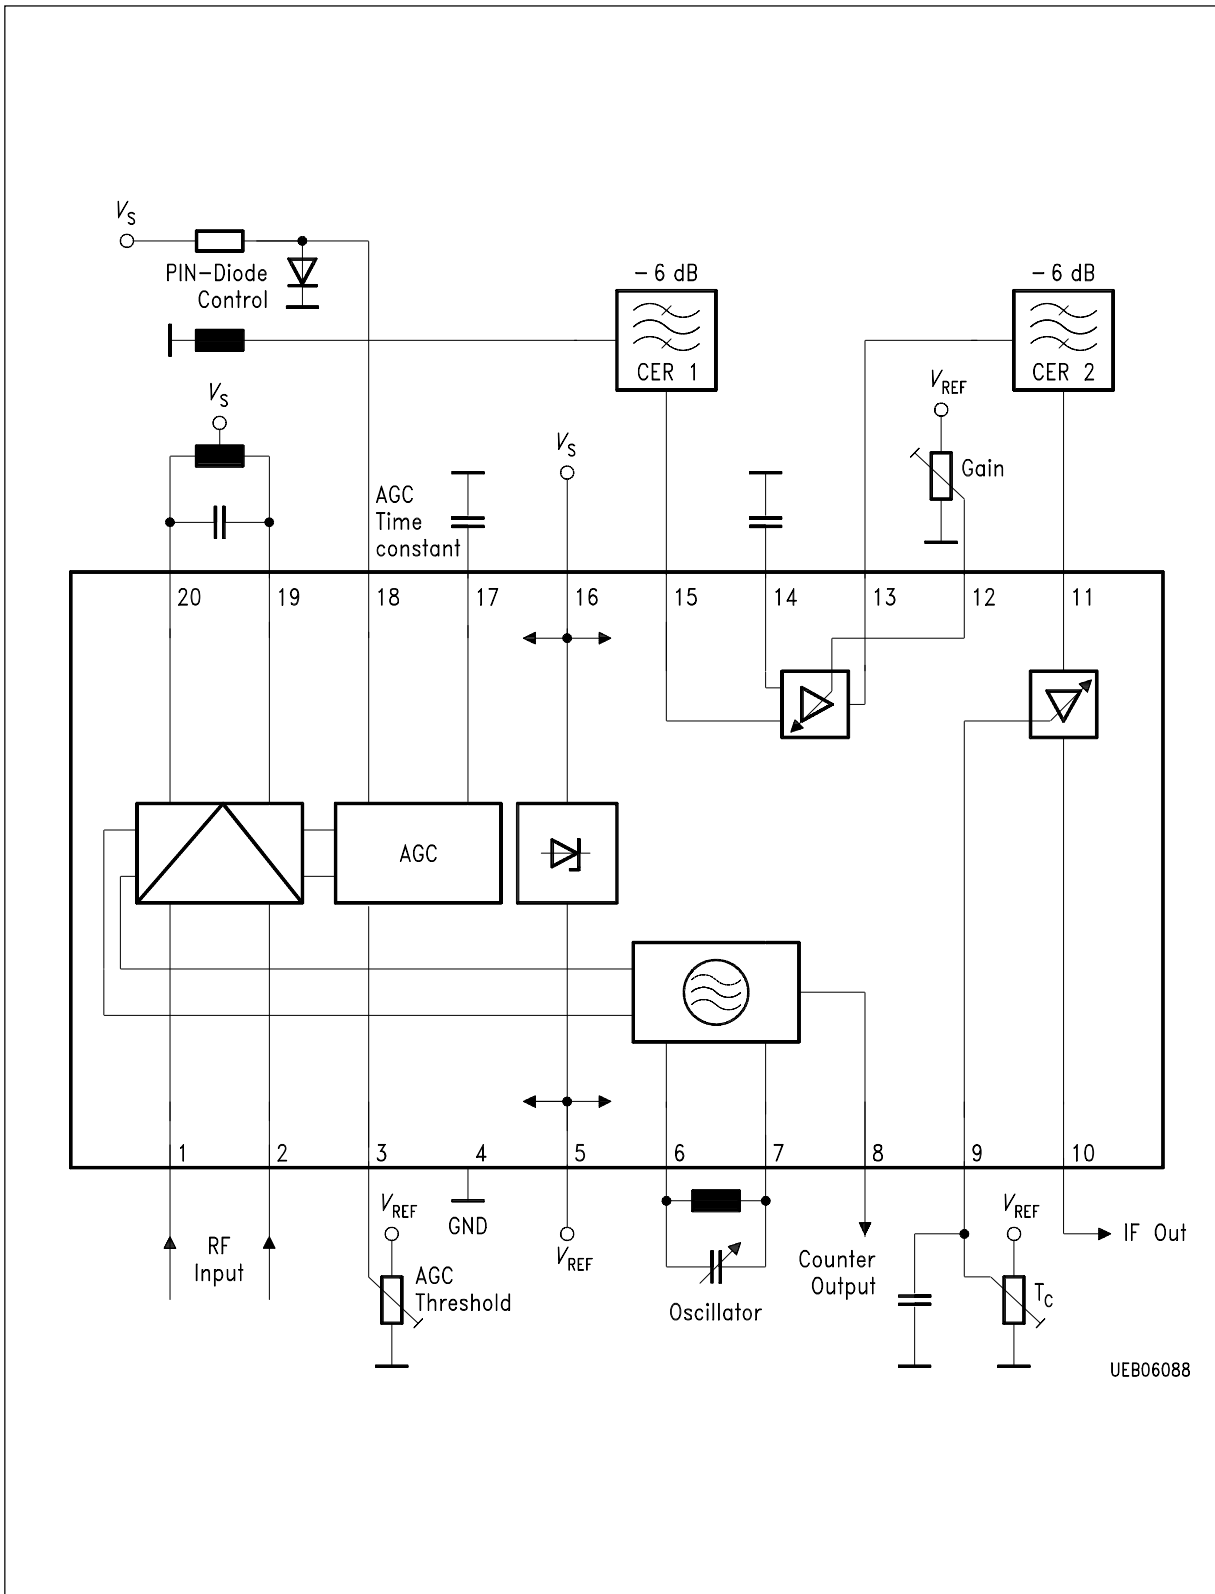 VS
PIN-Diode
Control
- 6 dB
CER 1
- 6 dB
CER 2
VS
VREF
Gain
VS
AGC
Time
constant
20 19 18 17 16 15 14 13 12 11
AGC
1 2 3 4 5 6 7 8 9 10
RF
Input
VREF
AGC
Threshold
GND
VREF
Oscillator
Counter
Output
VREF
TC
IF Out
UEB06088